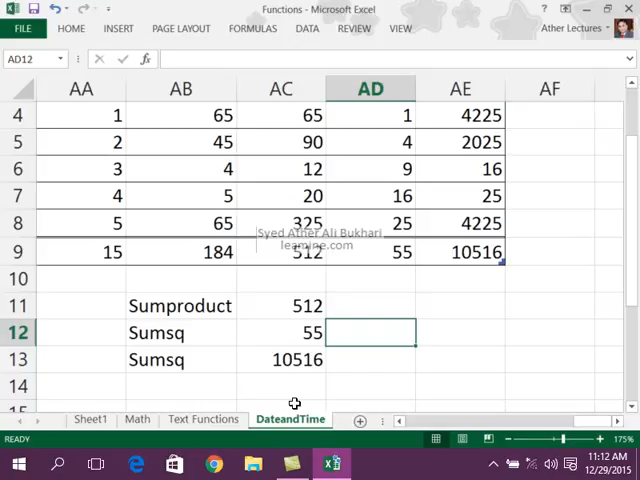 Functions - Microsoft Excel
FILE HOME INSERT PAGE LAYOUT FORMULAS DATA REVIEW VIEW Ather Lectures
AD12 fx
AA AB AC AD AE AF
4 1 65 65 1 4225
5 2 45 90 4 2025
6 3 4 12 9 16
7 4 5 20 16 25
8 5 65 325 25 4225
Syed Ather Ali Bukhari
learnine.com
9 15 184 512 55 10516
10
11 Sumproduct 512
12 Sumsq 55
13 Sumsq 10516
14
15
Sheet1 Math Text Functions DateandTime
READY 175%
11:12 AM
12/29/2015